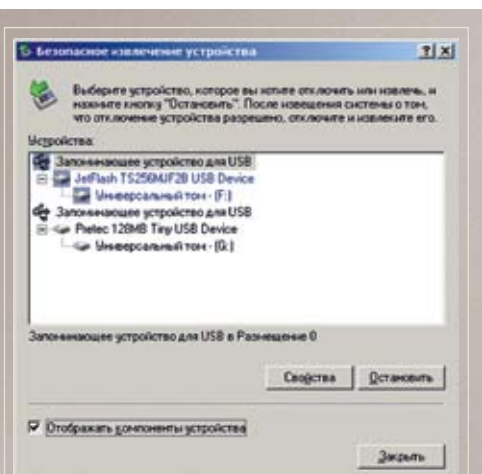 Безопасное извлечение устройства
Выберите устройство, которое вы хотите отключить или извлечь, и
нажмите кнопку "Остановить". После извещения системы о том,
что отключение устройства разрешено, отключите и извлеките его.
Устройства:
Запоминающее устройство для USB
JetFlash TS256MJF2B USB Device
Универсальный том - (F:)
Запоминающее устройство для USB
Pretec 128MB Tiny USB Device
Универсальный том - (G:)
Запоминающее устройство для USB в Размещение 0
Свойства
Остановить
Отображать компоненты устройства
Закрыть